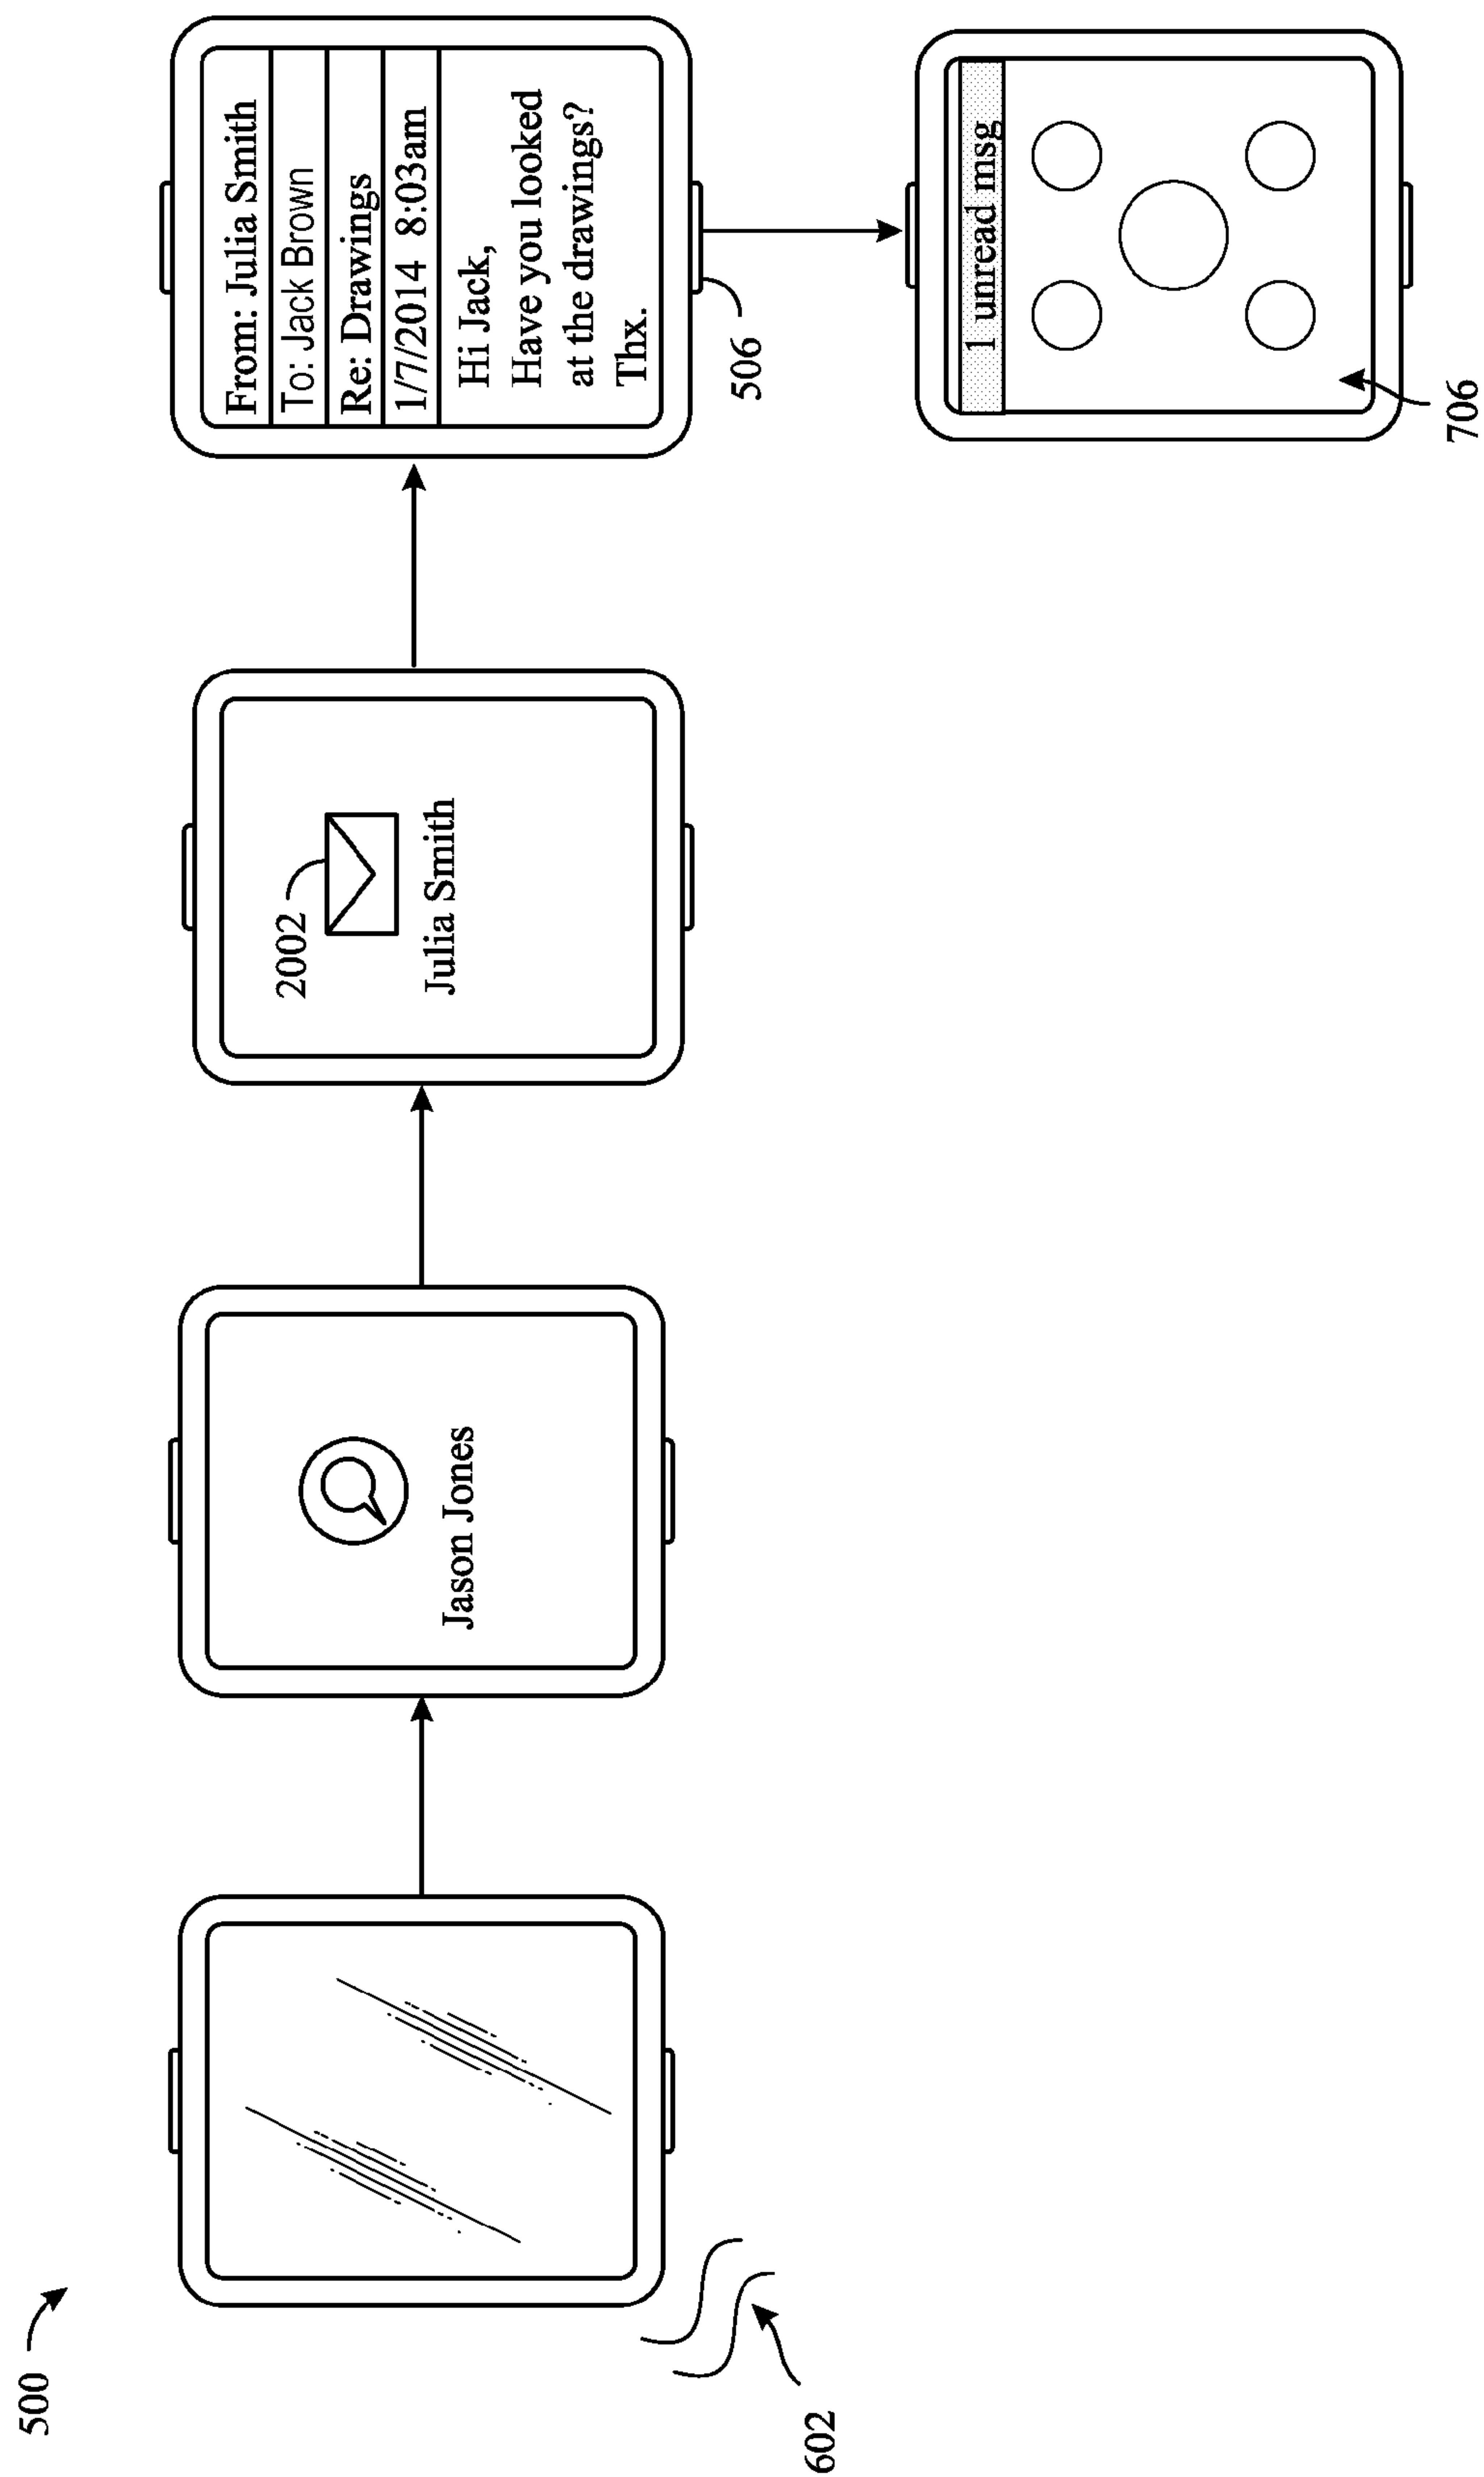 500
602
Jason Jones
2002
Julia Smith
From: Julia Smith
To: Jack Brown
Re: Drawings
1/7/2014 8:03am
Hi Jack,
Have you looked
at the drawings?
Thx.
506
1 unread msg
706